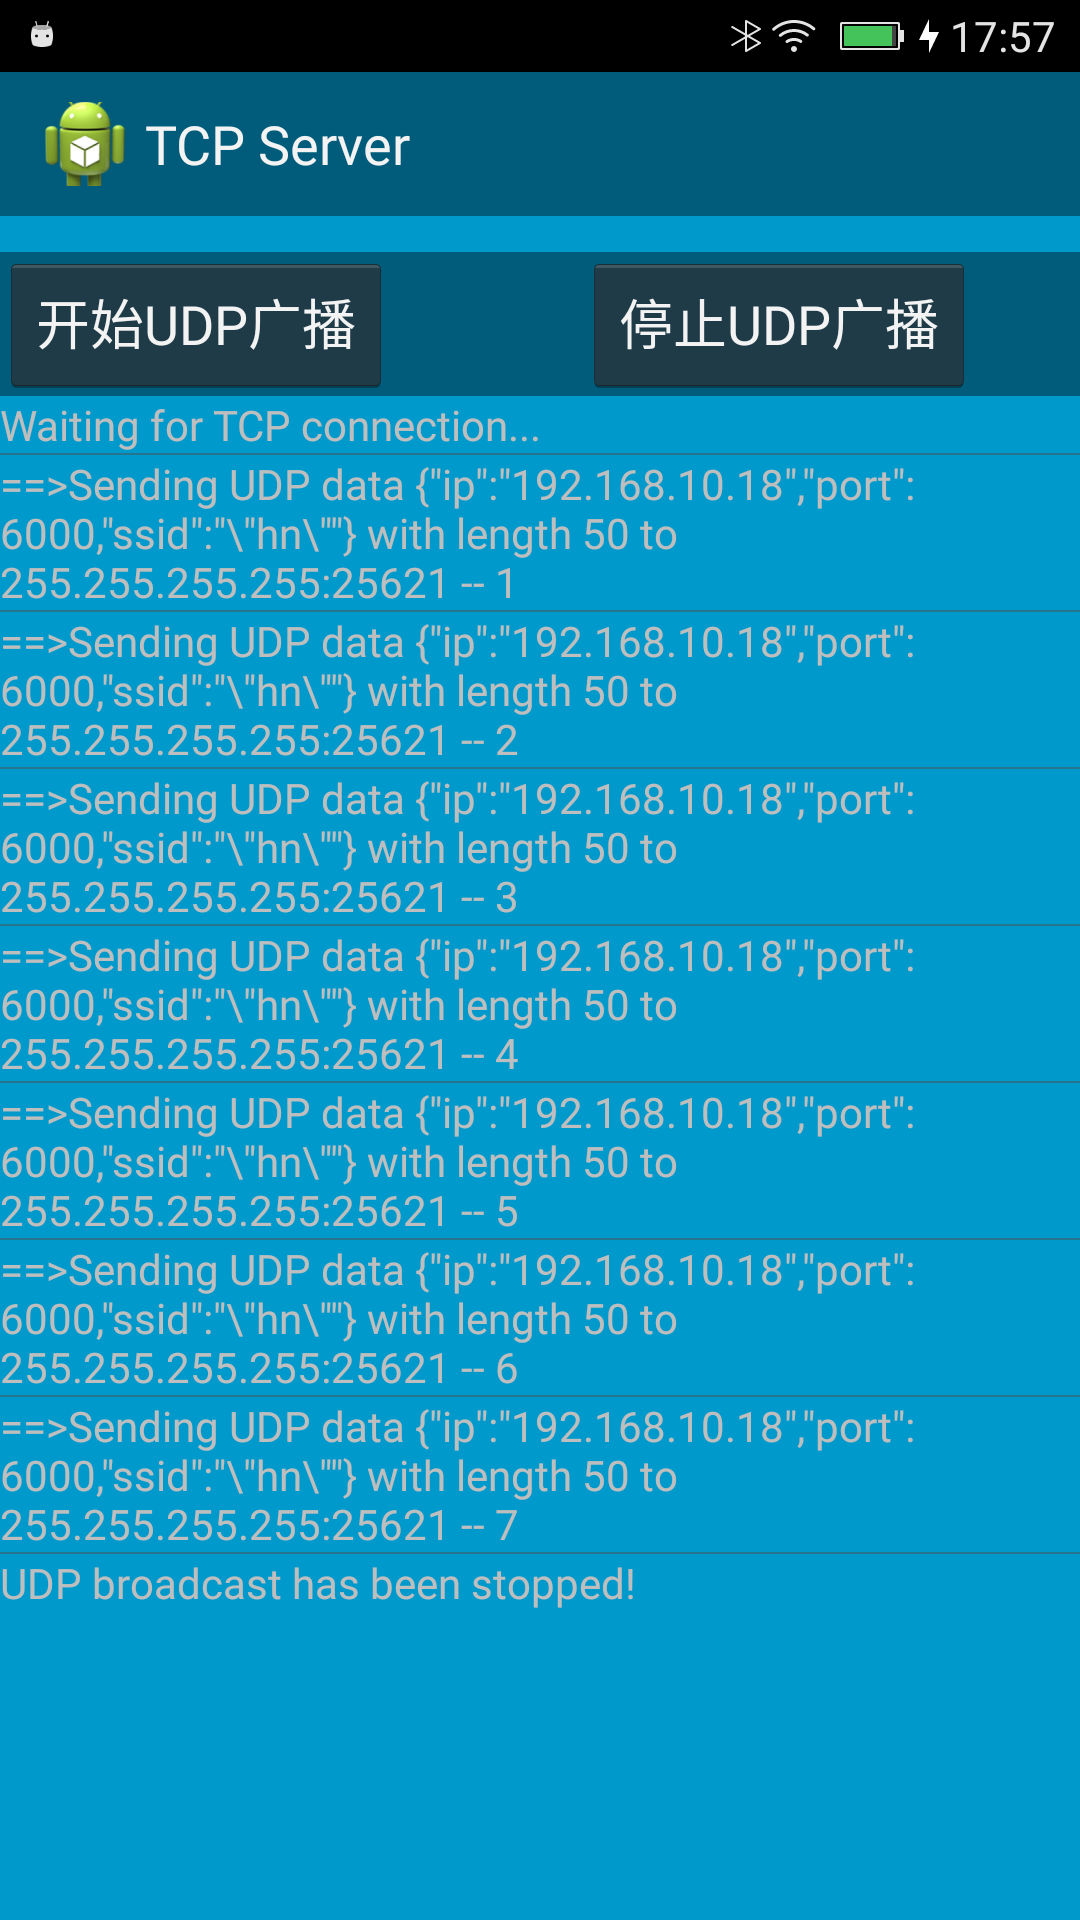 17:57
TCP Server
开始UDP广播
停止UDP广播
Waiting for TCP connection...
==>Sending UDP data {"ip":"192.168.10.18","port":
6000,"ssid":"\"hn\""} with length 50 to
255.255.255.255:25621 -- 1
==>Sending UDP data {"ip":"192.168.10.18","port":
6000,"ssid":"\"hn\""} with length 50 to
255.255.255.255:25621 -- 2
==>Sending UDP data {"ip":"192.168.10.18","port":
6000,"ssid":"\"hn\""} with length 50 to
255.255.255.255:25621 -- 3
==>Sending UDP data {"ip":"192.168.10.18","port":
6000,"ssid":"\"hn\""} with length 50 to
255.255.255.255:25621 -- 4
==>Sending UDP data {"ip":"192.168.10.18","port":
6000,"ssid":"\"hn\""} with length 50 to
255.255.255.255:25621 -- 5
==>Sending UDP data {"ip":"192.168.10.18","port":
6000,"ssid":"\"hn\""} with length 50 to
255.255.255.255:25621 -- 6
==>Sending UDP data {"ip":"192.168.10.18","port":
6000,"ssid":"\"hn\""} with length 50 to
255.255.255.255:25621 -- 7
UDP broadcast has been stopped!